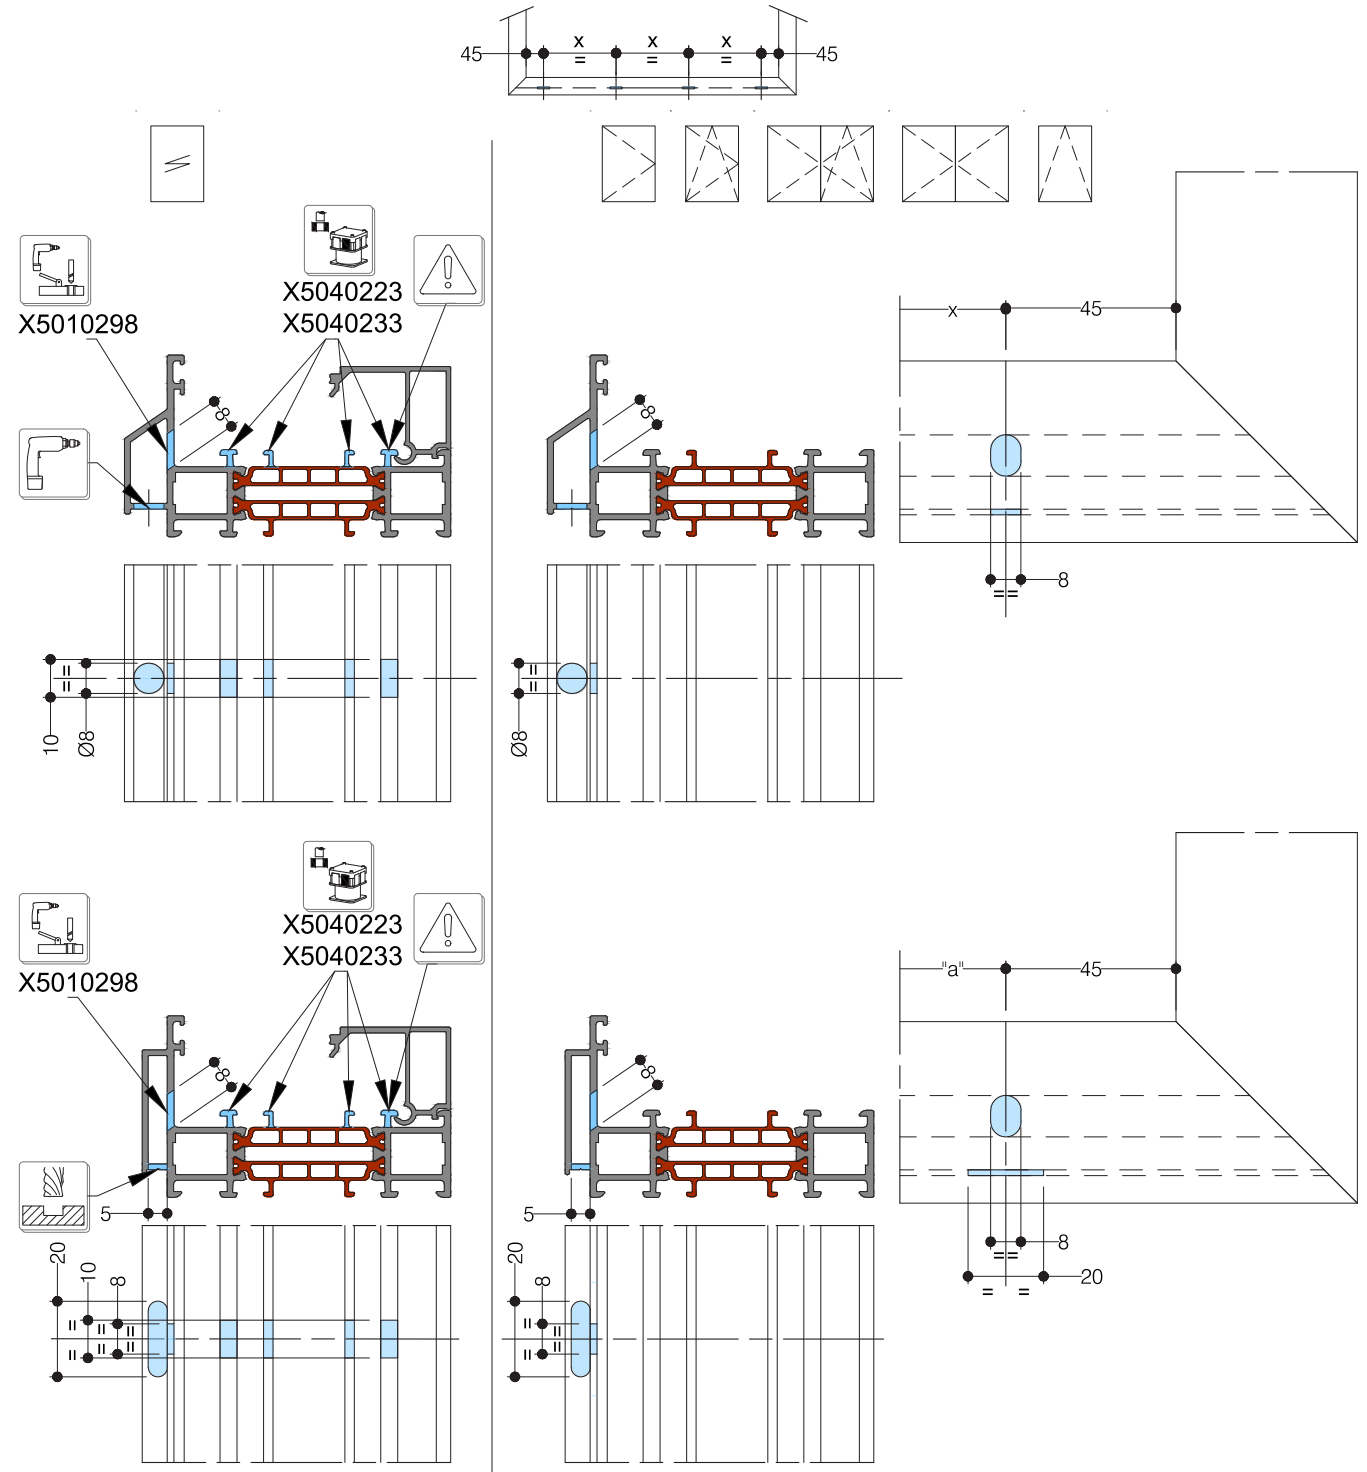 45 x x x 45
= = =
X5040223
X5040233
X5010298
x 45
8 8
8
==
10 = = Ø8
= = Ø8
X5040223
X5040233
X5010298
"a" 45
8 8
5 5
8
==
20
= =
20 10 8
= = =
= = =
20 8
= =
= =